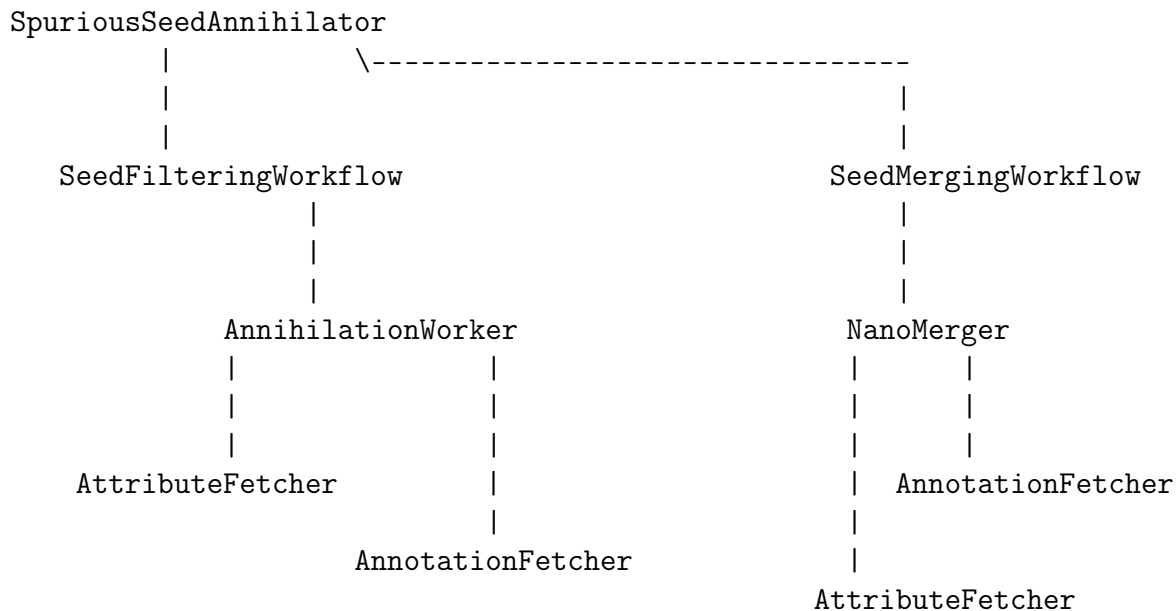 SpuriousSeedAnnihilator
SeedFilteringWorkflow SeedMergingWorkflow
AnnihilationWorker NanoMerger
AttributeFetcher AnnotationFetcher
AnnotationFetcher
AttributeFetcher